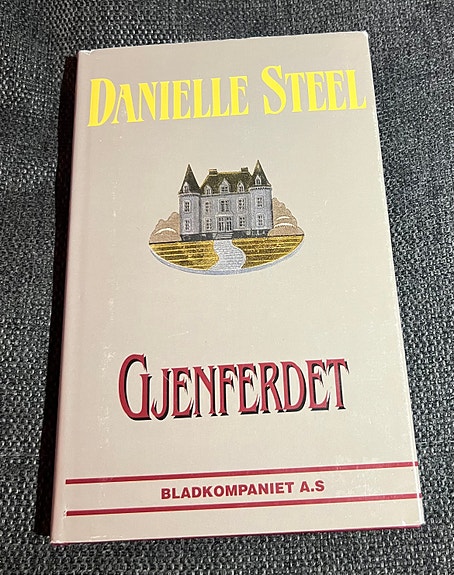 DANIELLE STEEL
GJENFERDET
BLADKOMPANIET A.S